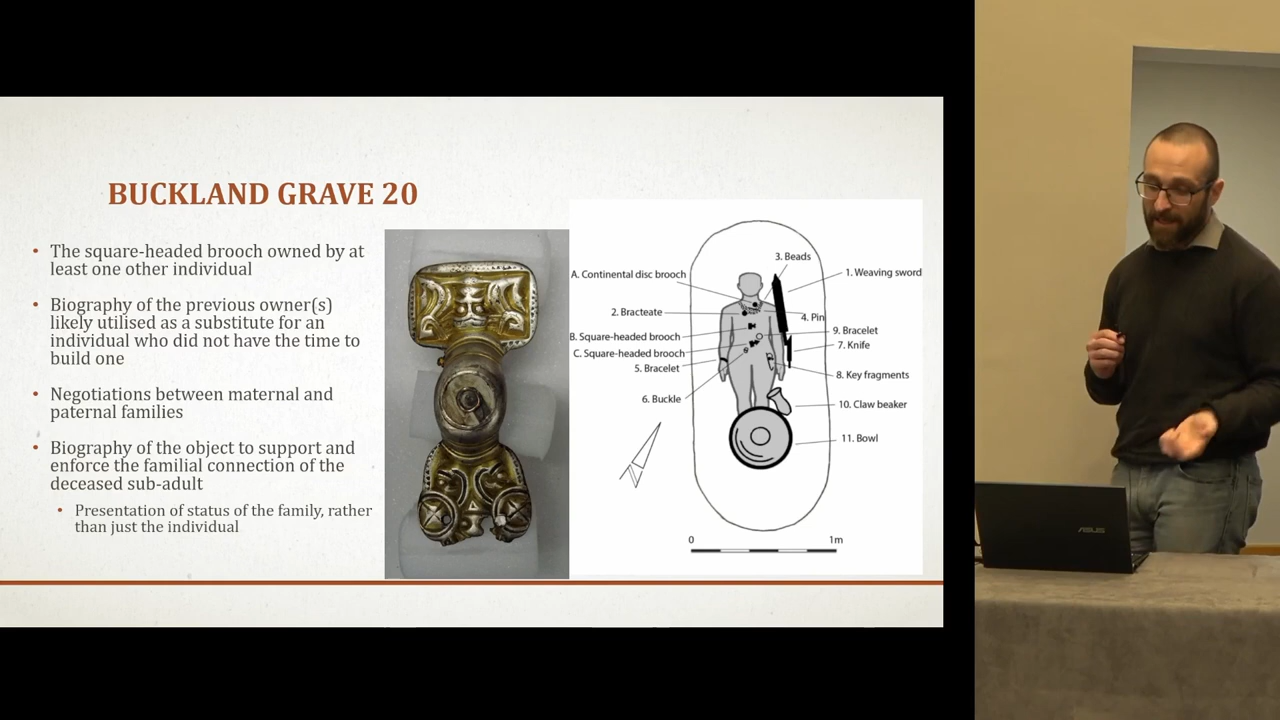 BUCKLAND GRAVE 20
• The square-headed brooch owned by at
least one other individual
• Biography of the previous owner(s)
likely utilised as a substitute for an
individual who did not have the time to
build one
• Negotiations between maternal and
paternal families
• Biography of the object to support and
enforce the familial connection of the
deceased sub-adult
• Presentation of status of the family, rather
than just the individual
3. Beads
A. Continental disc brooch
1. Weaving sword
2. Bracteate
4. Pin
B. Square-headed brooch
9. Bracelet
C. Square-headed brooch
7. Knife
5. Bracelet
8. Key fragments
6. Buckle
10. Claw beaker
11. Bowl
0 1m
ASUS